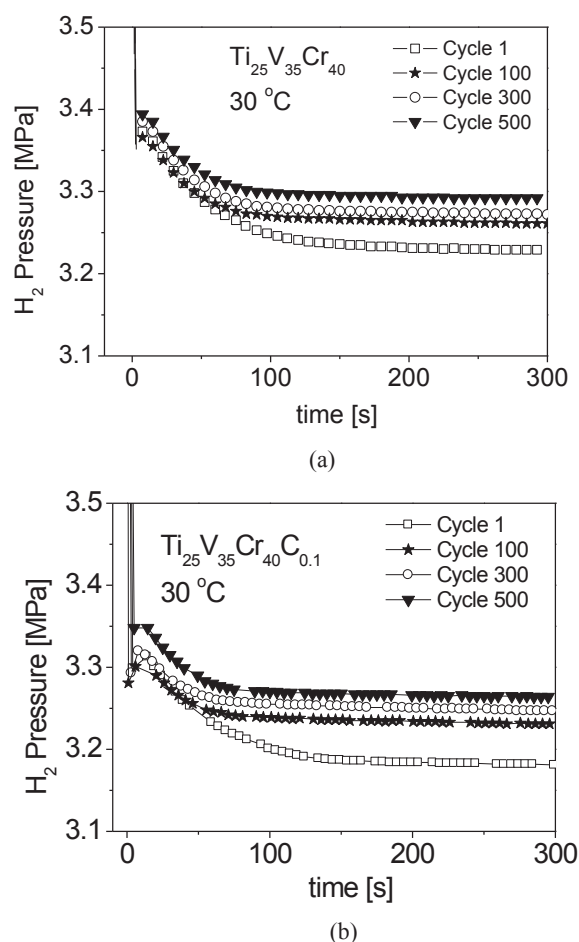 3.5
Ti25V35Cr40
30 °C
Cycle 1
Cycle 100
Cycle 300
Cycle 500
3.4
3.3
3.2
3.1
H2 Pressure [MPa]
0 100 200 300
time [s]
(a)
3.5
Ti25V35Cr40C0.1
30 °C
Cycle 1
Cycle 100
Cycle 300
Cycle 500
3.4
3.3
3.2
3.1
H2 Pressure [MPa]
0 100 200 300
time [s]
(b)